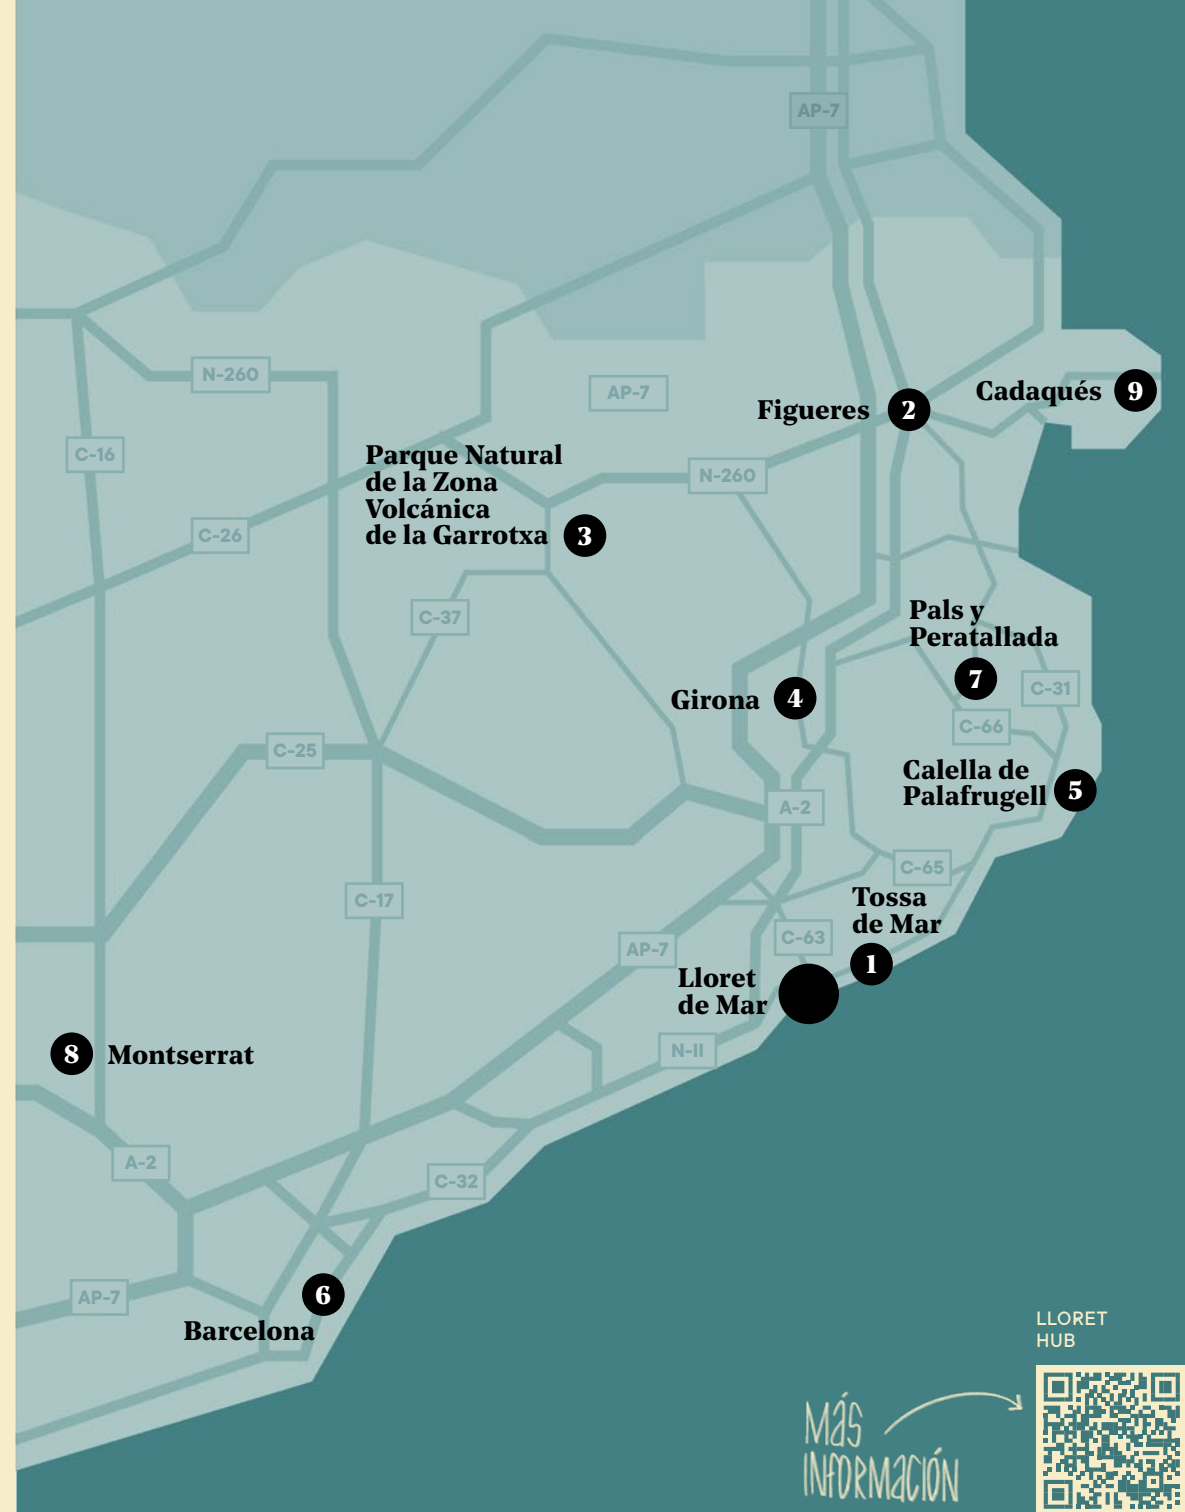 AP-7
N-260
AP-7
Cadaqués 9
Figueres 2
C-16
Parque Natural
de la Zona
Volcánica
de la Garrotxa 3
N-260
C-26
C-37
Pals y
Peratallada
7
C-31
Girona 4
C-66
C-25
Calella de
Palafrugell 5
A-2
C-65
C-17
Tossa
de Mar
1
C-63
AP-7
Lloret
de Mar
N-II
8 Montserrat
A-2
C-32
AP-7
6
Barcelona
LLORET
HUB
MÁS
INFORMACIÓN